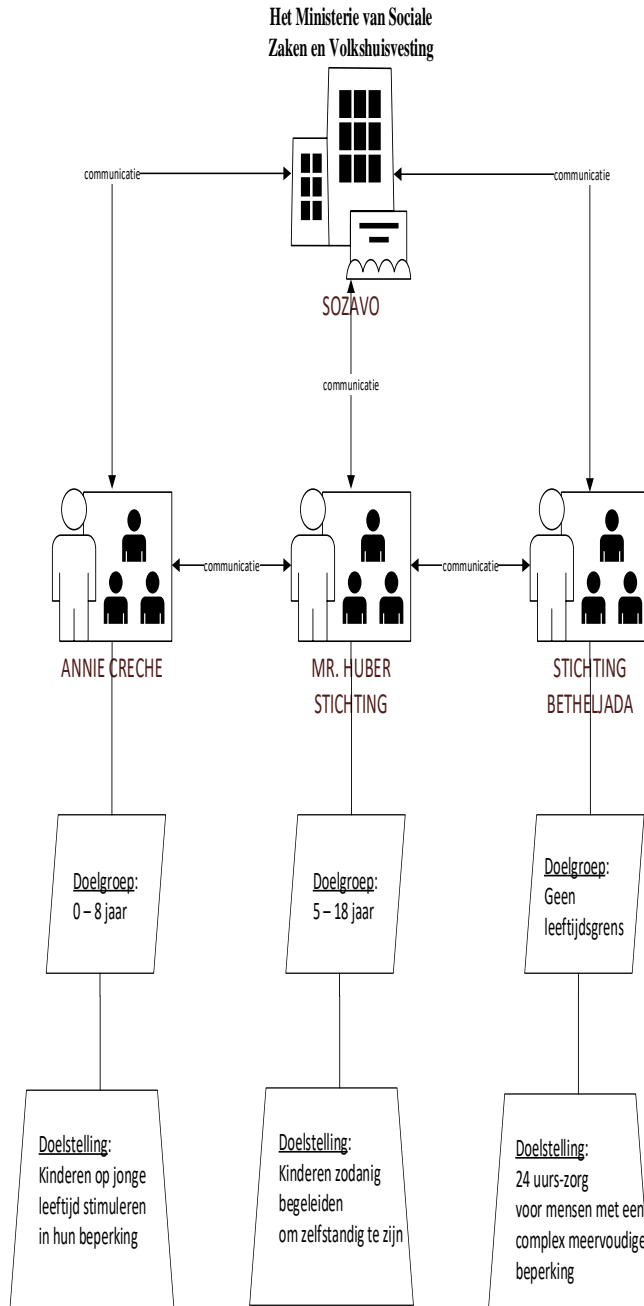 Het Ministerie van Sociale
Zaken en Volkshuisvesting
communicatie
communicatie
SOZAVO
communicatie
communicatie
communicatie
ANNIE CRECHE
MR. HUBER
STICHTING
STICHTING
BETHELJADA
Doelgroep:
0 – 8 jaar
Doelgroep:
5 – 18 jaar
Doelgroep:
Geen
leeftijdsgrens
Doelstelling:
Kinderen op jonge
leeftijd stimuleren
in hun beperking
Doelstelling:
Kinderen zodanig
begeleiden
om zelfstandig te zijn
Doelstelling:
24 uurs-zorg
voor mensen met een
complex meervoudige
beperking